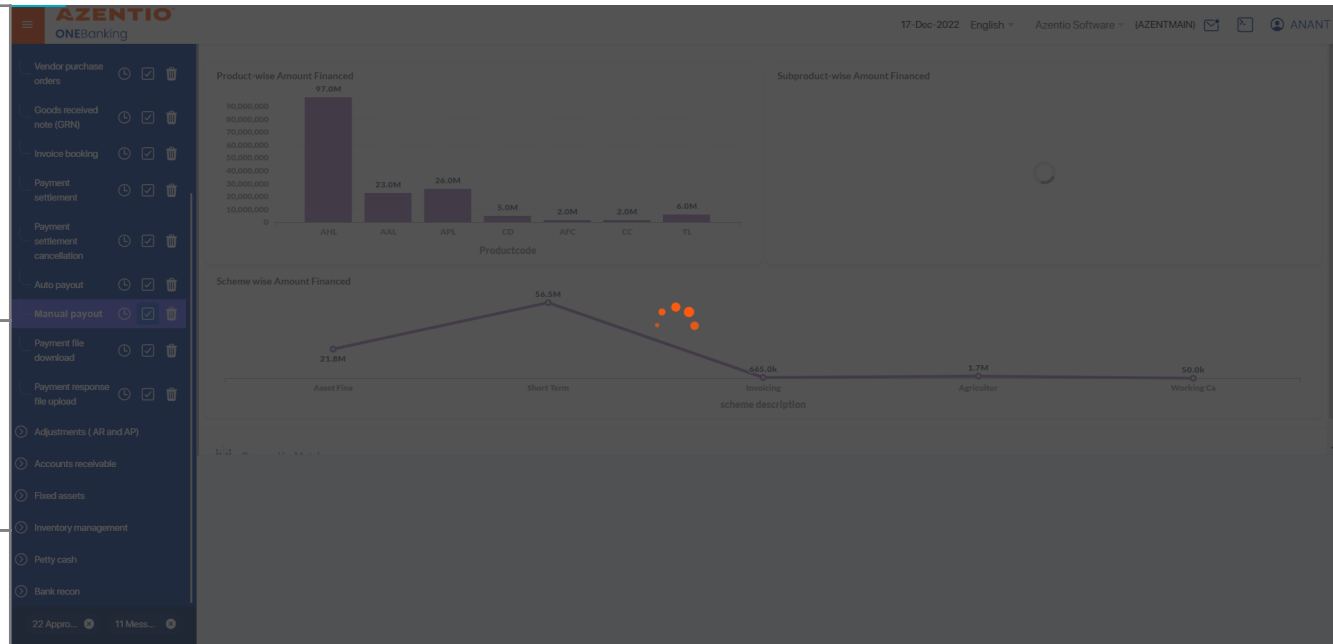 AZENTIO
ONEBanking
17-Dec-2022 English Azentio Software (AZENTMAIN) ANANT
Vendor purchase
orders
Goods received
note (GRN)
Invoice booking
Payment
settlement
Payment
settlement
cancellation
Auto payout
Manual payout
Payment file
download
Payment response
file upload
Adjustments ( AR and AP)
Accounts receivable
Fixed assets
Inventory management
Petty cash
Bank recon
22 Appro...
11 Mess...
Product-wise Amount Financed
97.0M
90,000,000
80,000,000
70,000,000
60,000,000
50,000,000
40,000,000
30,000,000
20,000,000
10,000,000
0
23.0M
26.0M
5.0M
2.0M
2.0M
6.0M
AHL AAL APL CD AFC CC TL
Productcode
Subproduct-wise Amount Financed
Scheme wise Amount Financed
56.5M
21.8M
665.0k
1.7M
50.0k
Asset Fina Short Term Invoicing Agricultur Working Ca
scheme description